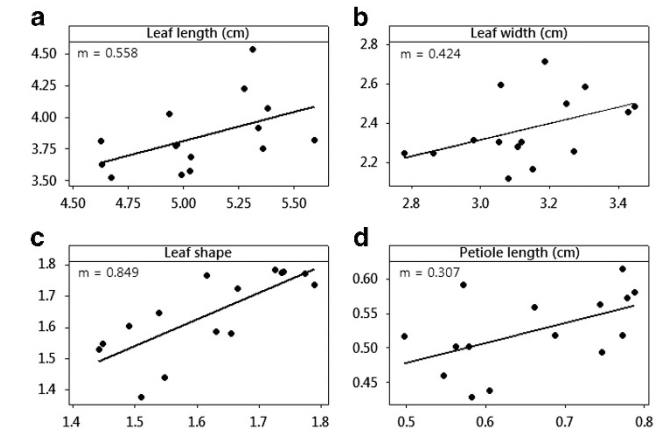 a
Leaf length (cm)
m = 0.558
4.50
4.25
4.00
3.75
3.50
4.50 4.75 5.00 5.25 5.50
b
Leaf width (cm)
m = 0.424
2.8
2.6
2.4
2.2
2.8 3.0 3.2 3.4
c
Leaf shape
m = 0.849
1.8
1.7
1.6
1.5
1.4
1.4 1.5 1.6 1.7 1.8
d
Petiole length (cm)
m = 0.307
0.60
0.55
0.50
0.45
0.5 0.6 0.7 0.8